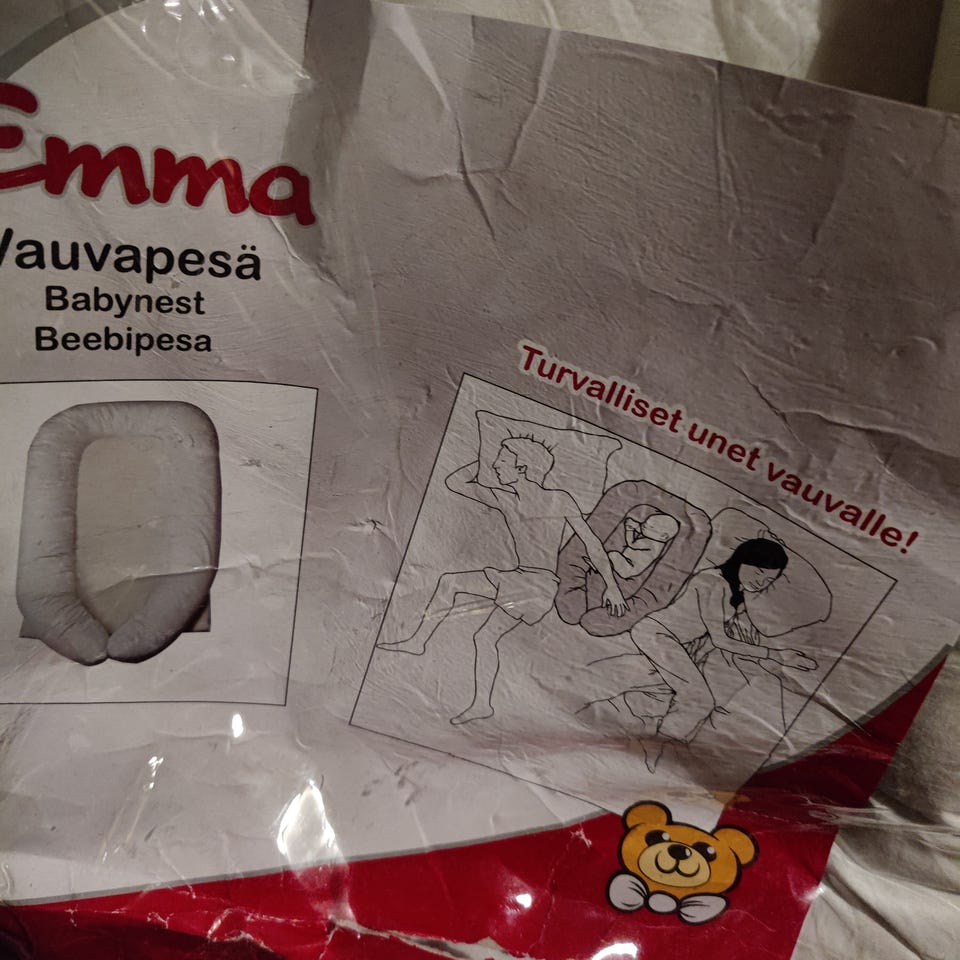 Emma
Vauvapesä
Babynest
Beebipesa
Turvalliset unet vauvalle!